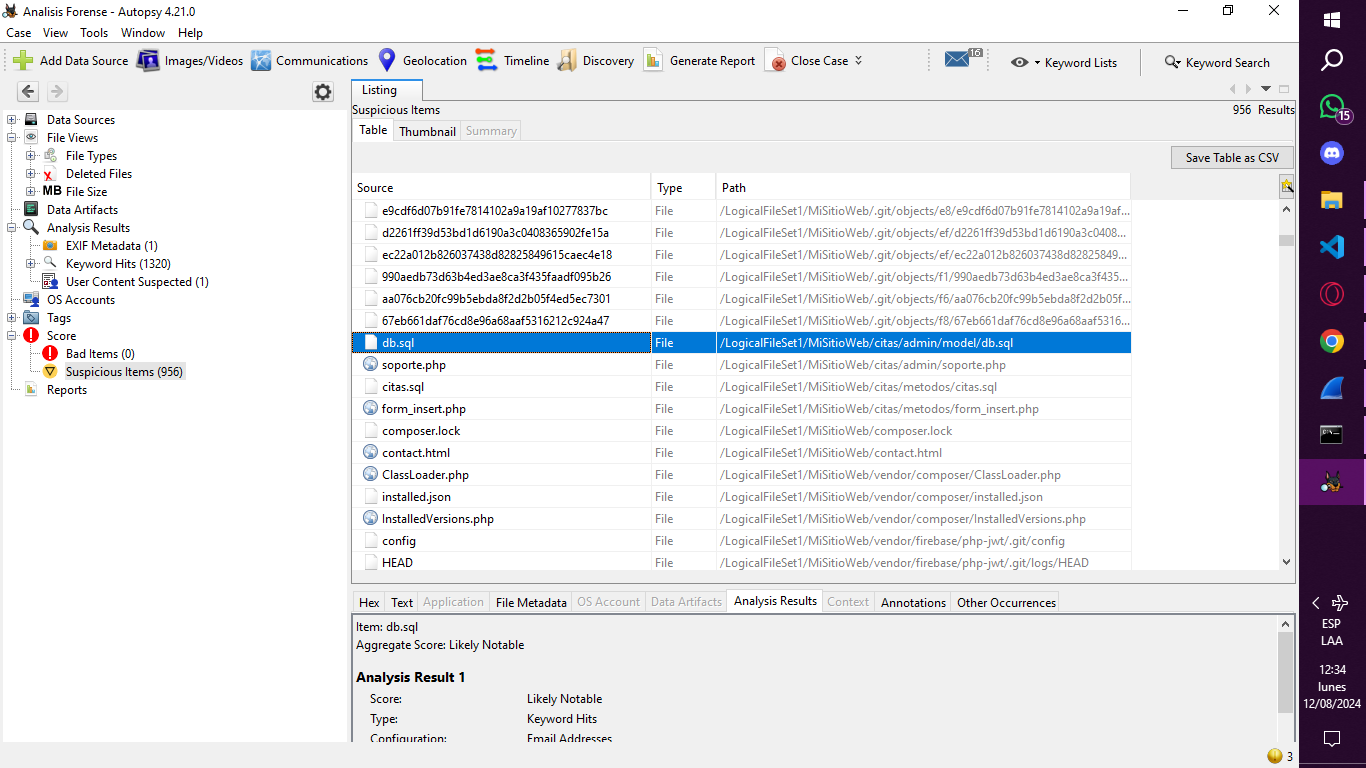 Analisis Forense - Autopsy 4.21.0
Case View Tools Window Help
Add Data Source Images/Videos Communications Geolocation Timeline Discovery Generate Report Close Case 16 Keyword Lists Keyword Search
Data Sources
File Views
File Types
Deleted Files
MB File Size
Data Artifacts
Analysis Results
EXIF Metadata (1)
Keyword Hits (1320)
User Content Suspected (1)
OS Accounts
Tags
Score
Bad Items (0)
Suspicious Items (956)
Reports
Listing
Suspicious Items 956 Results
Table Thumbnail Summary
Save Table as CSV
Source Type Path
e9cdf6d07b91fe7814102a9a19af10277837bc File /LogicalFileSet1/MiSitioWeb/.git/objects/e8/e9cdf6d07b91fe7814102a9a19af...
d2261ff39d53bd1d6190a3c0408365902fe15a File /LogicalFileSet1/MiSitioWeb/.git/objects/ef/d2261ff39d53bd1d6190a3c0408...
ec22a012b826037438d82825849615caec4e18 File /LogicalFileSet1/MiSitioWeb/.git/objects/ef/ec22a012b826037438d82825849...
990aedb73d63b4ed3ae8ca3f435faadf095b26 File /LogicalFileSet1/MiSitioWeb/.git/objects/f1/990aedb73d63b4ed3ae8ca3f435...
aa076cb20fc99b5ebda8f2d2b05f4ed5ec7301 File /LogicalFileSet1/MiSitioWeb/.git/objects/f6/aa076cb20fc99b5ebda8f2d2b05f...
67eb661daf76cd8e96a68aaf5316212c924a47 File /LogicalFileSet1/MiSitioWeb/.git/objects/f8/67eb661daf76cd8e96a68aaf5316...
db.sql File /LogicalFileSet1/MiSitioWeb/citas/admin/model/db.sql
soporte.php File /LogicalFileSet1/MiSitioWeb/citas/admin/soporte.php
citas.sql File /LogicalFileSet1/MiSitioWeb/citas/metodos/citas.sql
form_insert.php File /LogicalFileSet1/MiSitioWeb/citas/metodos/form_insert.php
composer.lock File /LogicalFileSet1/MiSitioWeb/composer.lock
contact.html File /LogicalFileSet1/MiSitioWeb/contact.html
ClassLoader.php File /LogicalFileSet1/MiSitioWeb/vendor/composer/ClassLoader.php
installed.json File /LogicalFileSet1/MiSitioWeb/vendor/composer/installed.json
InstalledVersions.php File /LogicalFileSet1/MiSitioWeb/vendor/composer/InstalledVersions.php
config File /LogicalFileSet1/MiSitioWeb/vendor/firebase/php-jwt/.git/config
HEAD File /LogicalFileSet1/MiSitioWeb/vendor/firebase/php-jwt/.git/logs/HEAD
Hex Text Application File Metadata OS Account Data Artifacts Analysis Results Context Annotations Other Occurrences
Item: db.sql
Aggregate Score: Likely Notable
Analysis Result 1
Score: Likely Notable
Type: Keyword Hits
Configuration: Email Addresses
3
15
ESP
LAA
12:34
lunes
12/08/2024